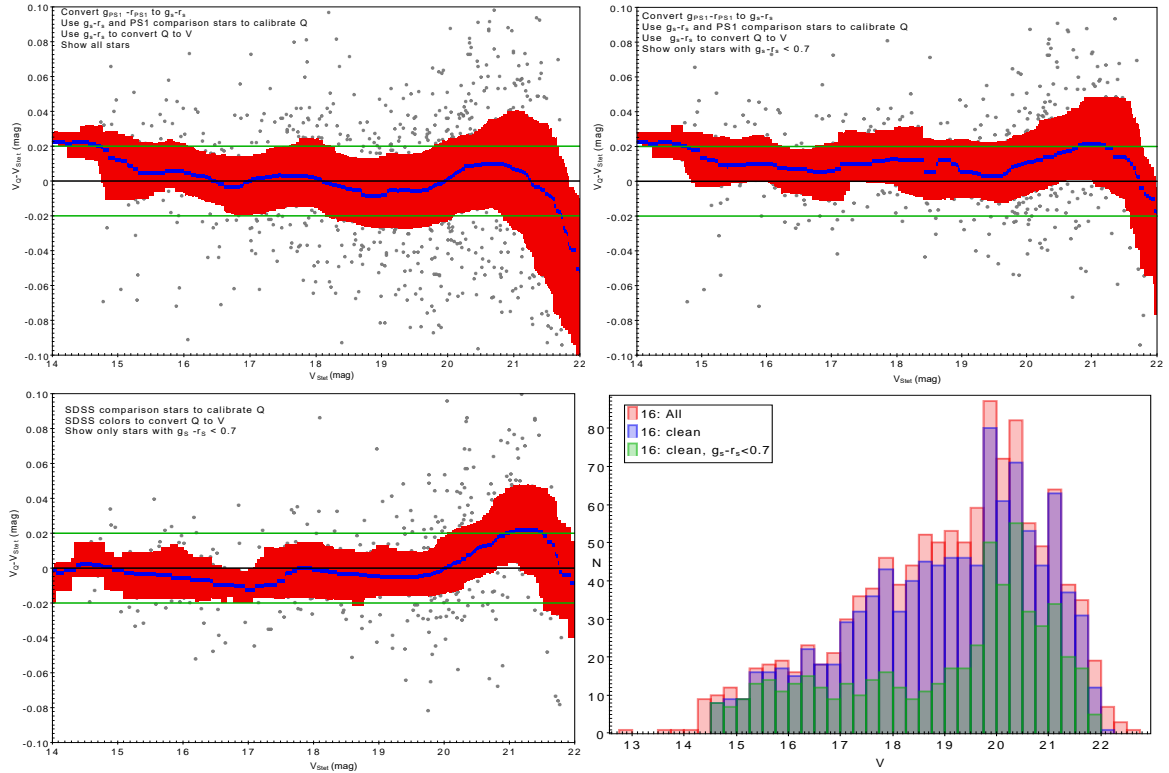 Convert gPS1 -rPS1 to gs-rs
Use gs-rs and PS1 comparison stars to calibrate Q
Use gs-rs to convert Q to V
Show all stars
0.10
0.08
0.06
0.04
0.02
0
-0.02
-0.04
-0.06
-0.08
-0.10
VQ-VStet (mag)
14 15 16 17 18 19 20 21 22
VStet (mag)
Convert gPS1-rPS1 to gs-rs
Use gs-rs and PS1 comparison stars to calibrate Q
Use gs-rs to convert Q to V
Show only stars with gs-rs < 0.7
0.10
0.08
0.06
0.04
0.02
0
-0.02
-0.04
-0.06
-0.08
-0.10
VQ-VStet (mag)
14 15 16 17 18 19 20 21 22
VStet (mag)
SDSS comparison stars to calibrate Q
SDSS colors to convert Q to V
Show only stars with gS -rS < 0.7
0.10
0.08
0.06
0.04
0.02
0
-0.02
-0.04
-0.06
-0.08
-0.10
VQ-VStet (mag)
14 15 16 17 18 19 20 21 22
VStet (mag)
16: All
16: clean
16: clean, gs-rs<0.7
80
70
60
50
N
40
30
20
10
0
13 14 15 16 17 18 19 20 21 22
V